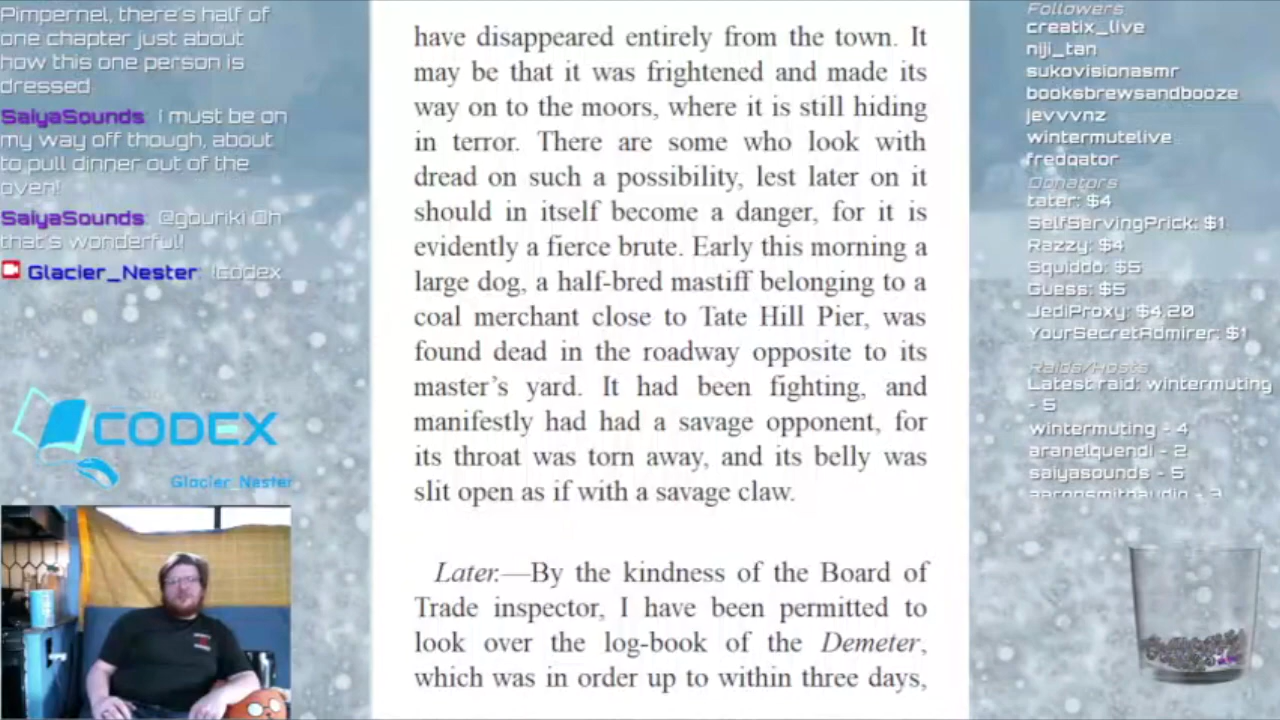 Pimpernel, there's half of
one chapter just about
how this one person is
dressed
SaiyaSounds: I must be on
my way off though, about
to pull dinner out of the
oven!
SaiyaSounds: @gouriki Oh
that's wonderful!
Glacier_Nester: !codex
CODEX
Glacier_Nester
have disappeared entirely from the town. It
may be that it was frightened and made its
way on to the moors, where it is still hiding
in terror. There are some who look with
dread on such a possibility, lest later on it
should in itself become a danger, for it is
evidently a fierce brute. Early this morning a
large dog, a half-bred mastiff belonging to a
coal merchant close to Tate Hill Pier, was
found dead in the roadway opposite to its
master's yard. It had been fighting, and
manifestly had had a savage opponent, for
its throat was torn away, and its belly was
slit open as if with a savage claw.
Later.—By the kindness of the Board of
Trade inspector, I have been permitted to
look over the log-book of the Demeter,
which was in order up to within three days,
Followers
creatix_live
niji_tan
sukovisionasmr
booksbrewsandbooze
jevvvnz
wintermutelive
fredgator
Donators
tater: $4
SelfServingPrick: $1
Razzy: $4
Squiddo: $5
Guess: $5
JediProxy: $4.20
YourSecretAdmirer: $1
Raids/Hosts
Latest raid: wintermuting
- 5
wintermuting - 4
aranelquendi - 2
saiyasounds - 5
aaronsmithaudio - 3